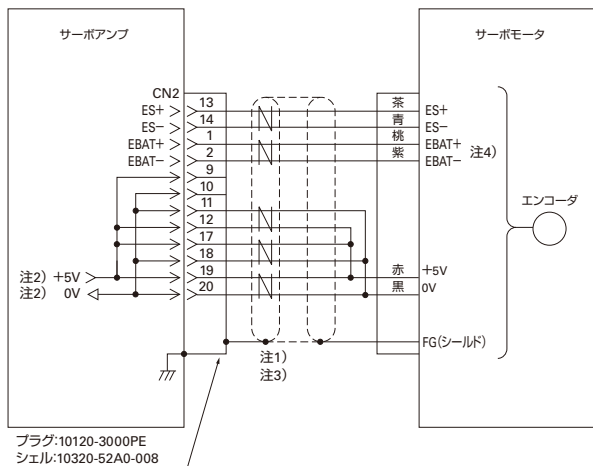 サーボアンプ
サーボモータ
CN2
ES+ 13 茶 ES+
ES− 14 青 ES−
EBAT+ 1 桃 EBAT+ 注4)
EBAT− 2 紫 EBAT−
9
10
エンコーダ
11
12
17
18
注2) +5V 19 赤 +5V
注2) 0V 20 黒 0V
FG(シールド)
注1)
注3)
プラグ:10120-3000PE
シェル:10320-52A0-008